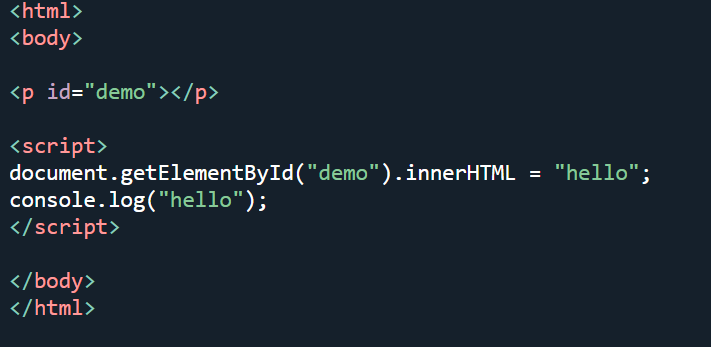 <html>
<body>
<p id="demo"></p>
<script>
document.getElementById("demo").innerHTML = "hello";
console.log("hello");
</script>
</body>
</html>